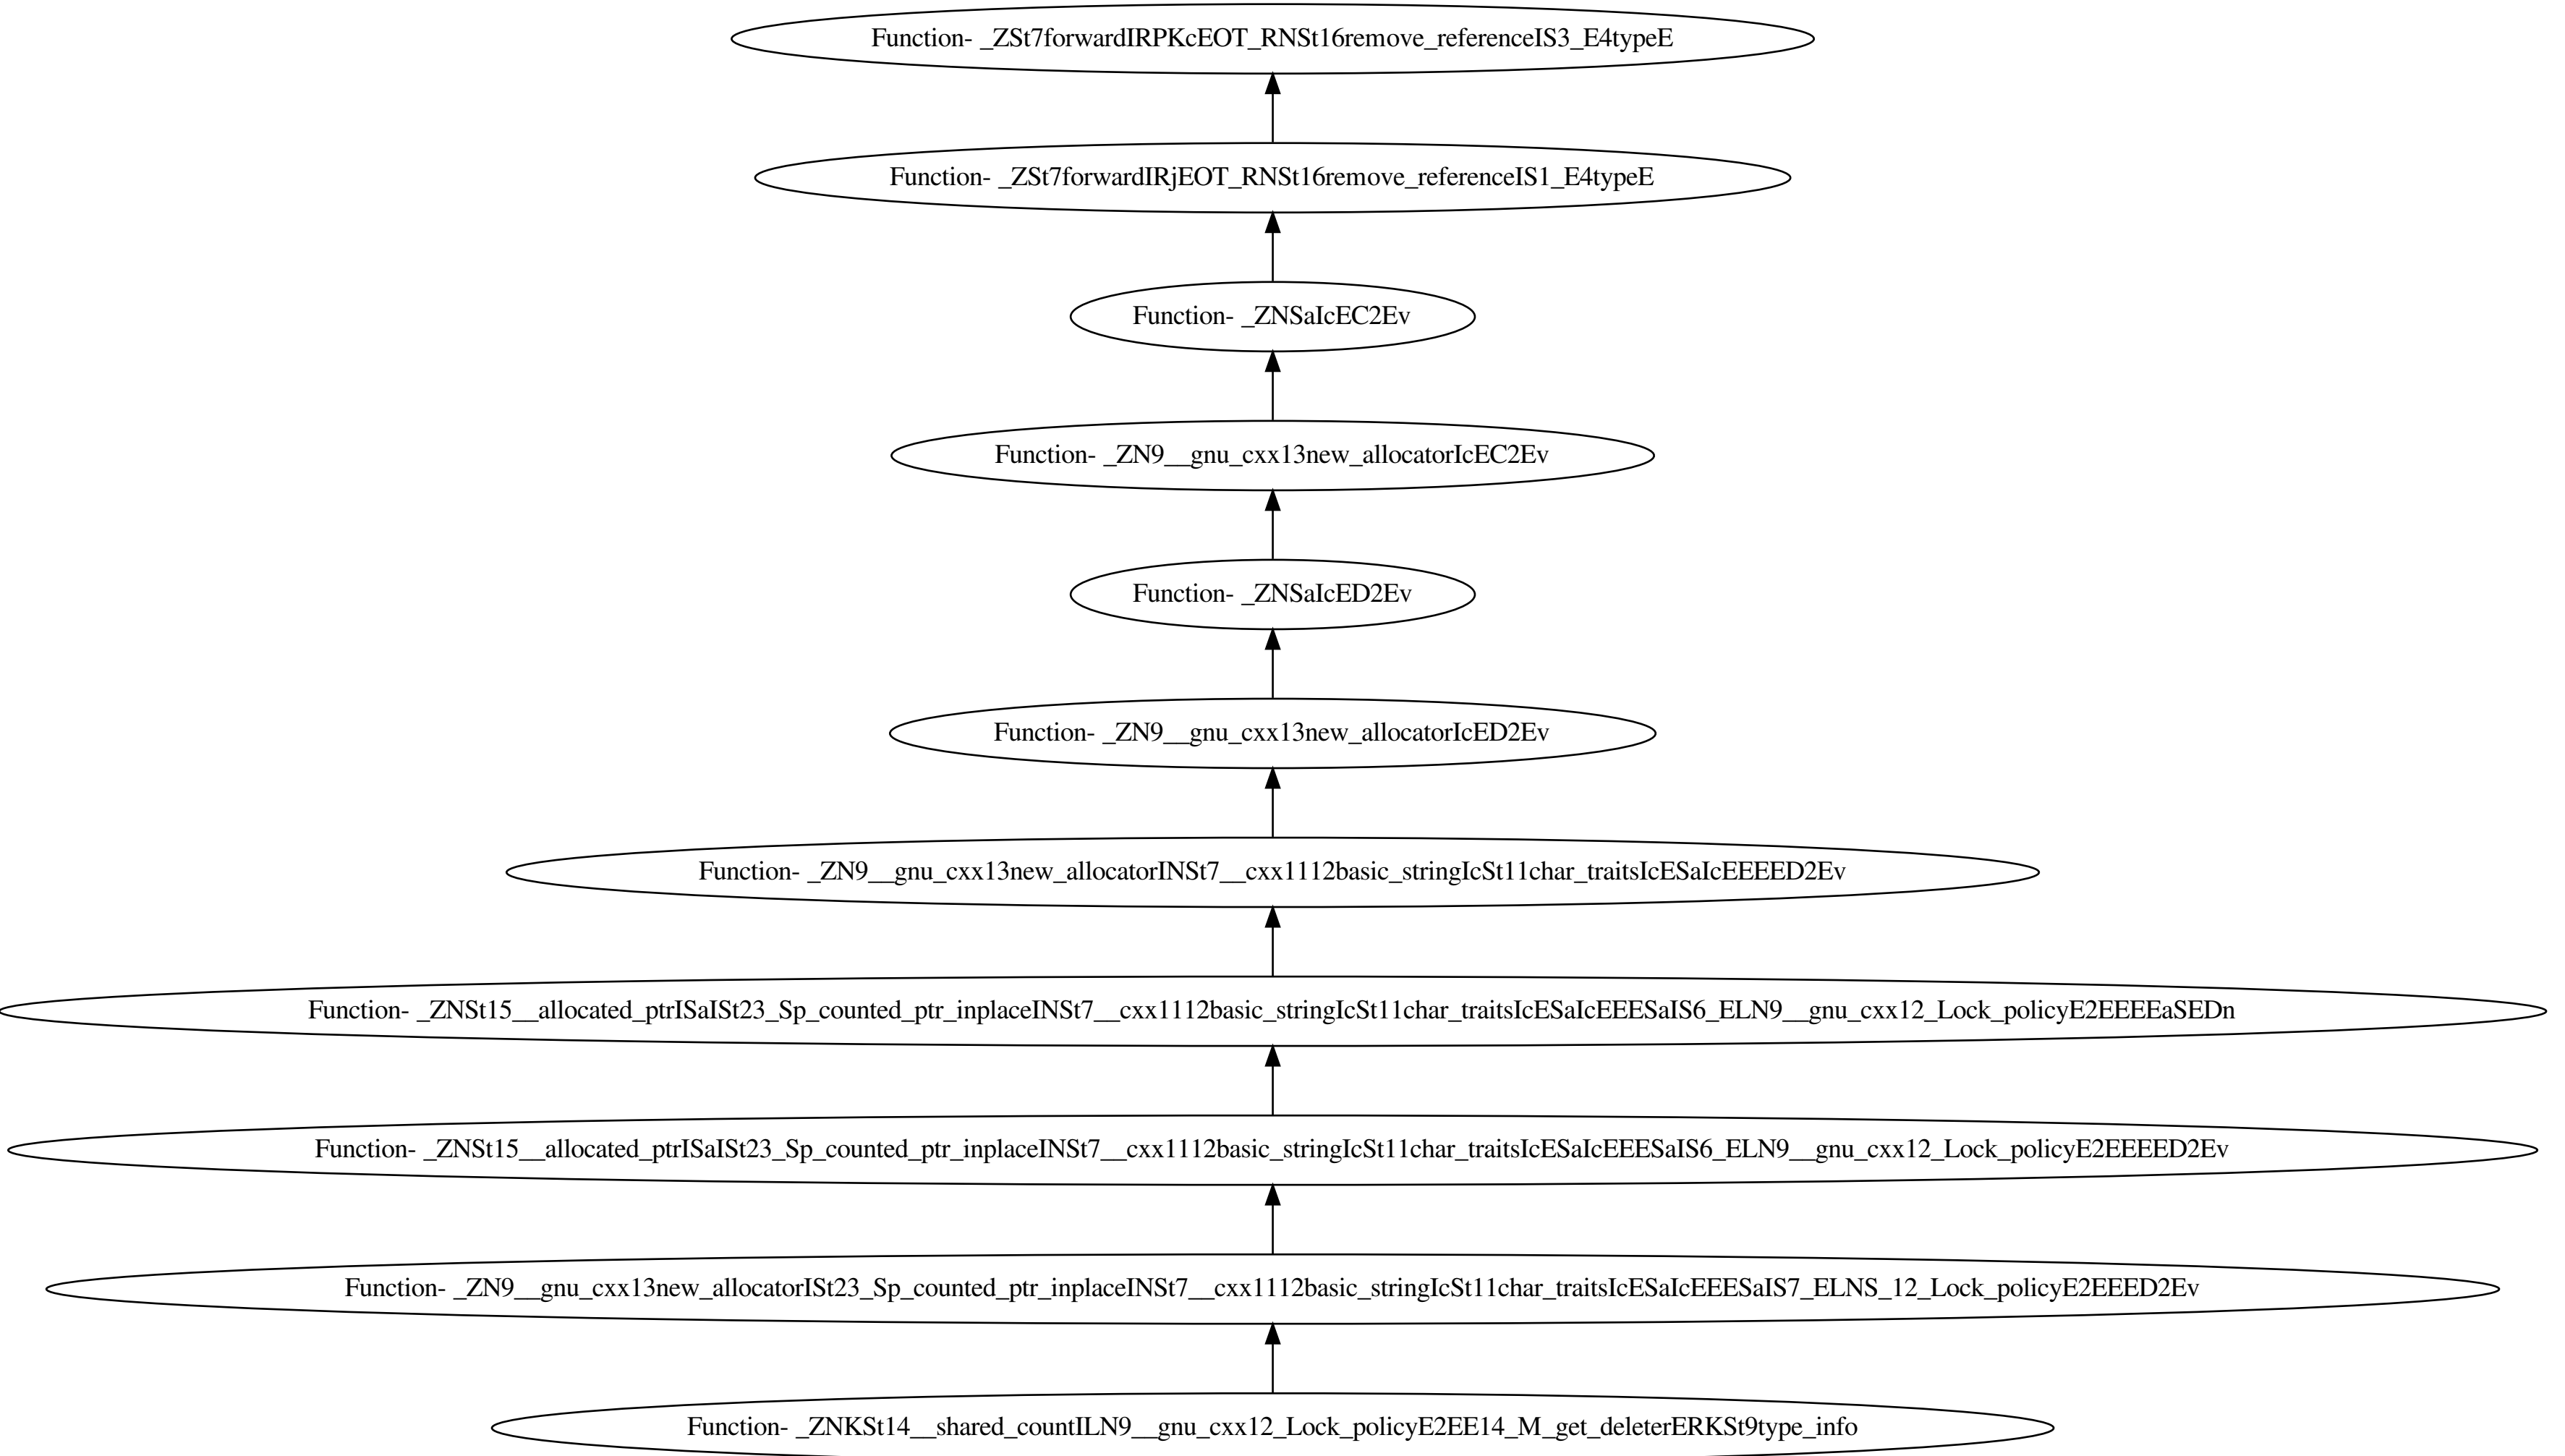 Function- _ZSt7forwardIRPKcEOT_RNSt16remove_referenceIS3_E4typeE
Function- _ZSt7forwardIRjEOT_RNSt16remove_referenceIS1_E4typeE
Function- _ZNSaIcEC2Ev
Function- _ZN9__gnu_cxx13new_allocatorIcEC2Ev
Function- _ZNSaIcED2Ev
Function- _ZN9__gnu_cxx13new_allocatorIcED2Ev
Function- _ZN9__gnu_cxx13new_allocatorINSt7__cxx1112basic_stringIcSt11char_traitsIcESaIcEEEED2Ev
Function- _ZNSt15__allocated_ptrISaISt23_Sp_counted_ptr_inplaceINSt7__cxx1112basic_stringIcSt11char_traitsIcESaIcEEESaIS6_ELN9__gnu_cxx12_Lock_policyE2EEEEaSEDn
Function- _ZNSt15__allocated_ptrISaISt23_Sp_counted_ptr_inplaceINSt7__cxx1112basic_stringIcSt11char_traitsIcESaIcEEESaIS6_ELN9__gnu_cxx12_Lock_policyE2EEEED2Ev
Function- _ZN9__gnu_cxx13new_allocatorISt23_Sp_counted_ptr_inplaceINSt7__cxx1112basic_stringIcSt11char_traitsIcESaIcEEESaIS7_ELNS_12_Lock_policyE2EEED2Ev
Function- _ZNKSt14__shared_countILN9__gnu_cxx12_Lock_policyE2EE14_M_get_deleterERKSt9type_info